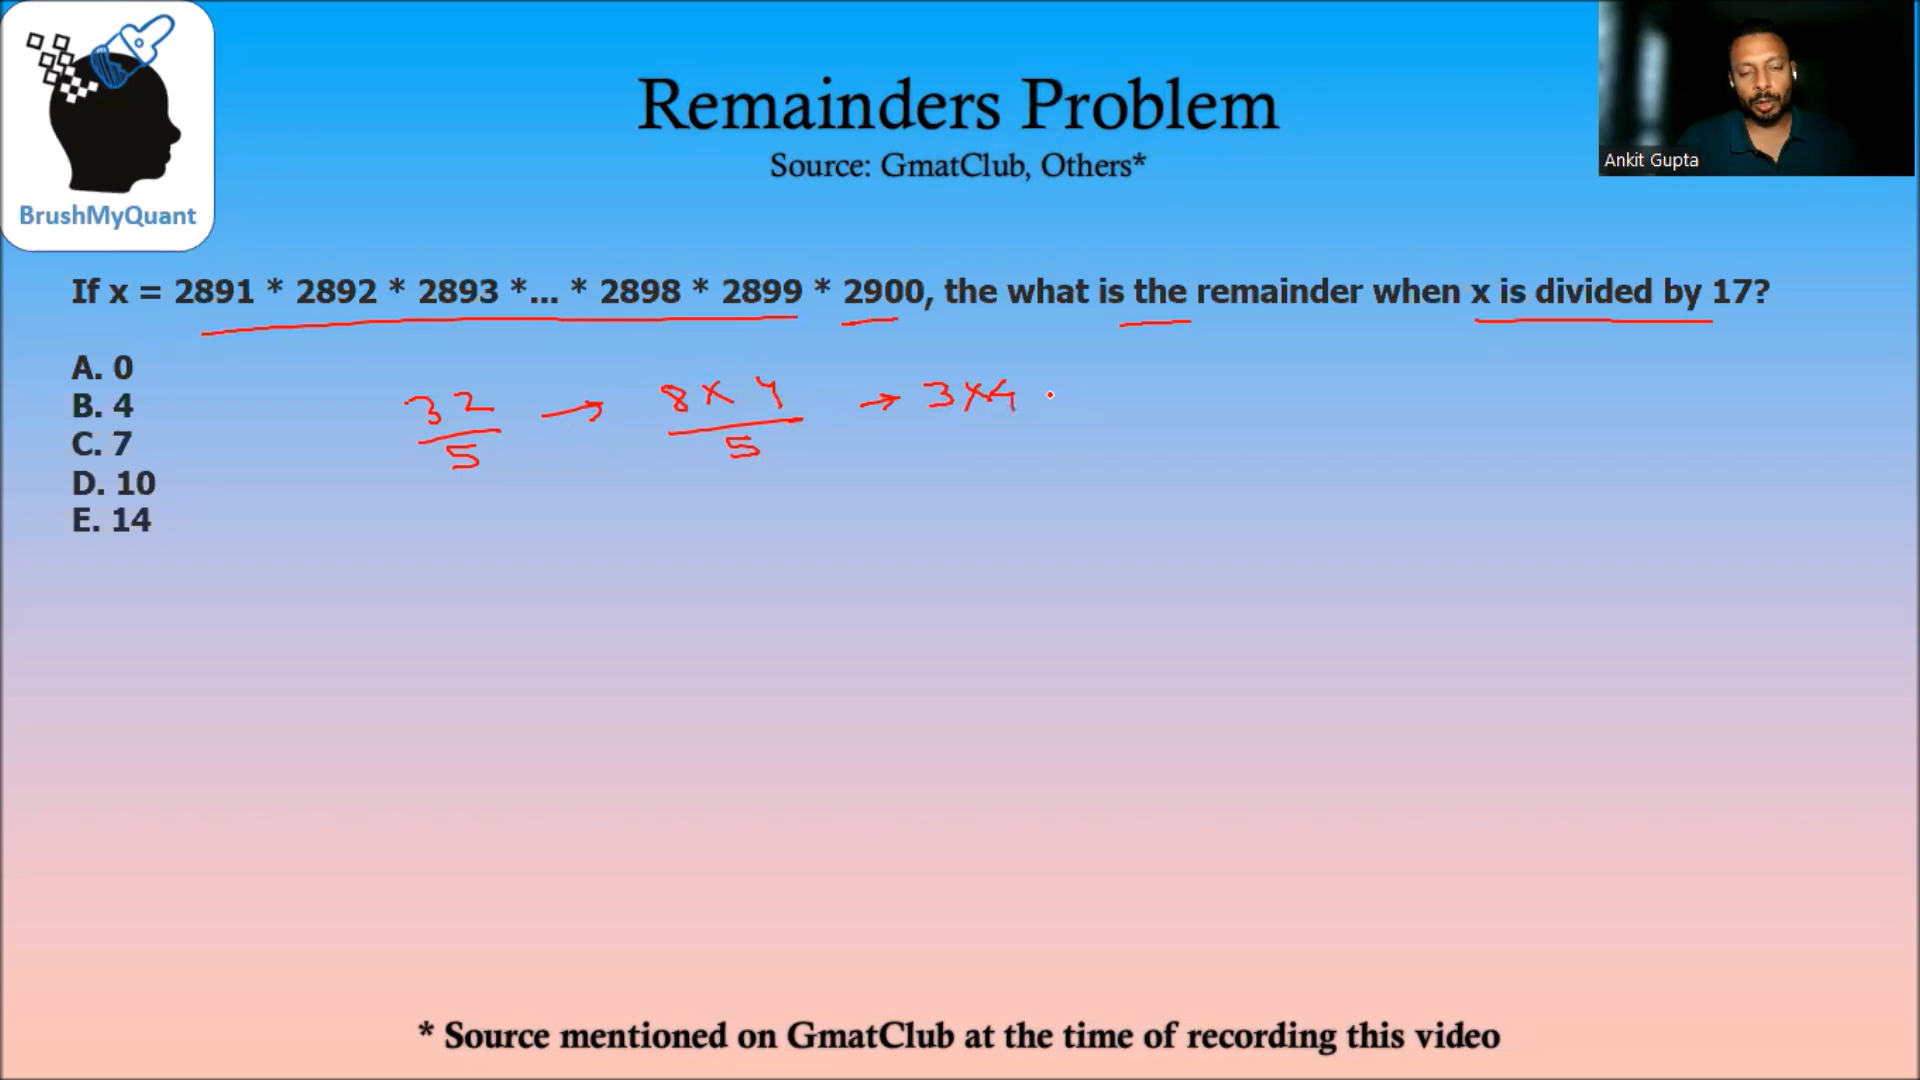 Remainders Problem
Source: GmatClub, Others*
Ankit Gupta
BrushMyQuant
If x = 2891 * 2892 * 2893 *... * 2898 * 2899 * 2900, the what is the remainder when x is divided by 17?
A. 0
B. 4
C. 7
D. 10
E. 14
32/5 → 8×4/5 → 3×4
* Source mentioned on GmatClub at the time of recording this video